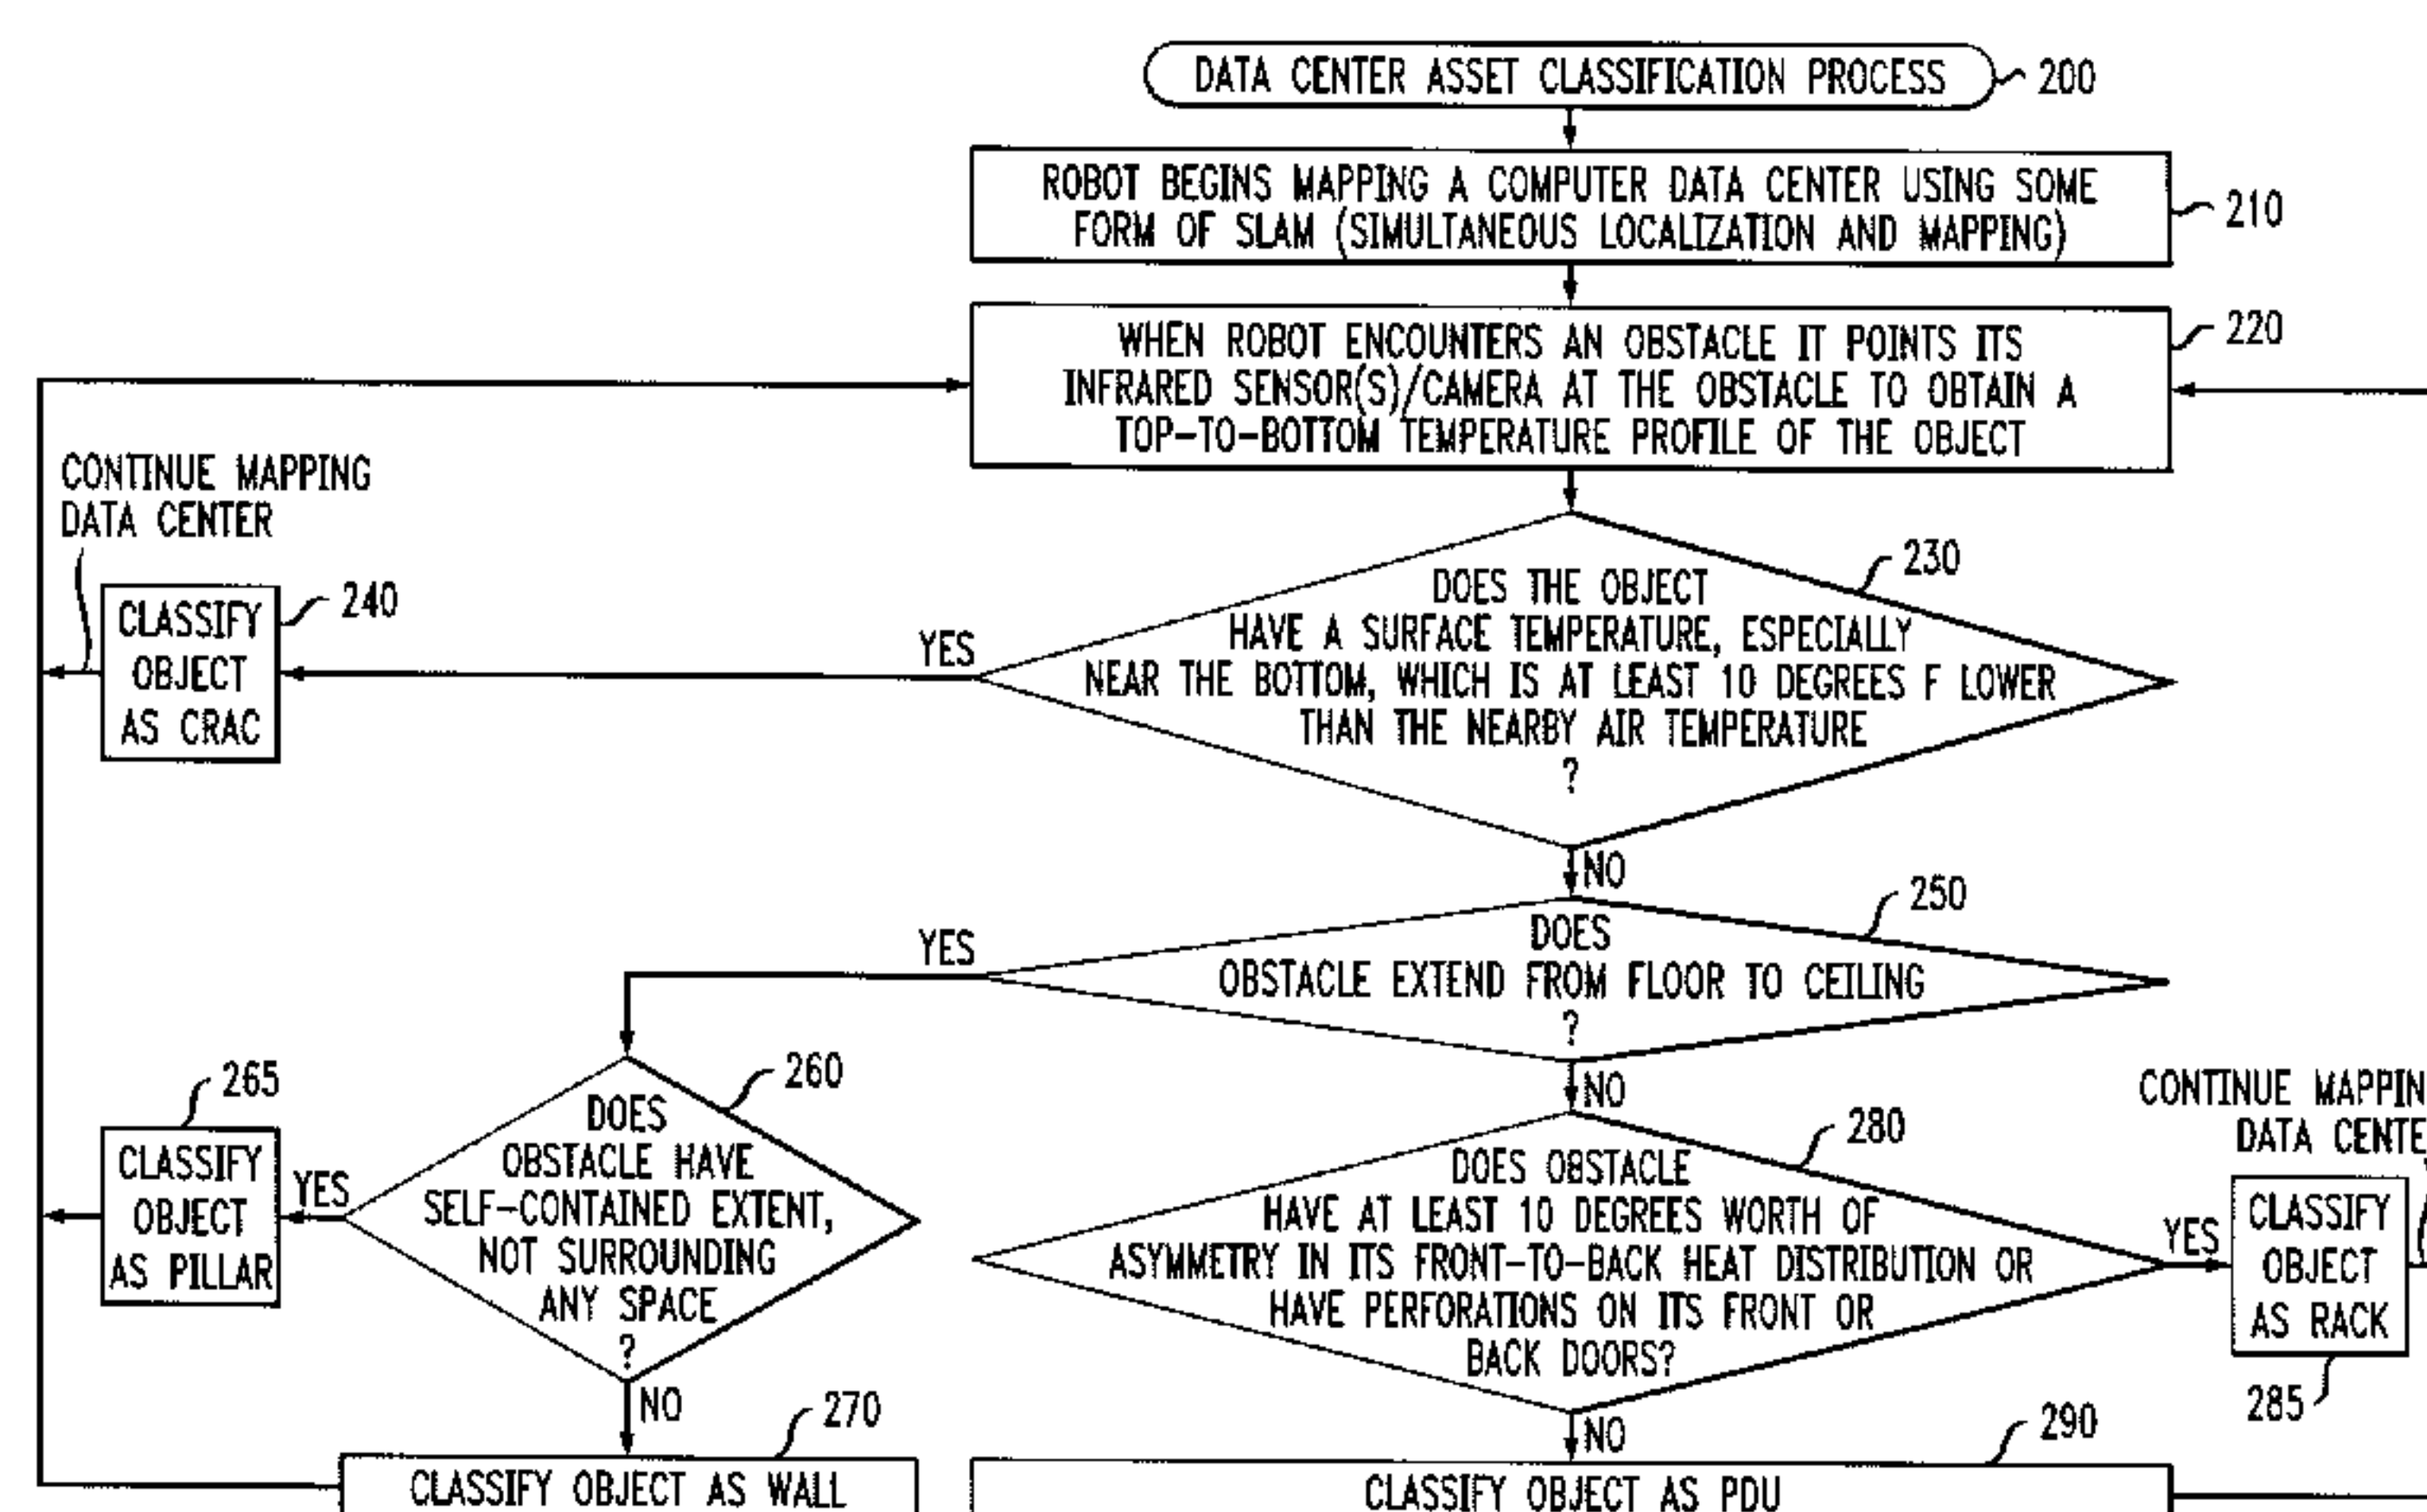 DATA CENTER ASSET CLASSIFICATION PROCESS
200
ROBOT BEGINS MAPPING A COMPUTER DATA CENTER USING SOME
FORM OF SLAM (SIMULTANEOUS LOCALIZATION AND MAPPING)
210
WHEN ROBOT ENCOUNTERS AN OBSTACLE IT POINTS ITS
INFRARED SENSOR(S)/CAMERA AT THE OBSTACLE TO OBTAIN A
TOP-TO-BOTTOM TEMPERATURE PROFILE OF THE OBJECT
220
CONTINUE MAPPING
DATA CENTER
DOES THE OBJECT
HAVE A SURFACE TEMPERATURE, ESPECIALLY
NEAR THE BOTTOM, WHICH IS AT LEAST 10 DEGREES F LOWER
THAN THE NEARBY AIR TEMPERATURE
?
230
YES
CLASSIFY
OBJECT
AS CRAC
240
NO
DOES
OBSTACLE EXTEND FROM FLOOR TO CEILING
?
250
YES
DOES
OBSTACLE HAVE
SELF-CONTAINED EXTENT,
NOT SURROUNDING
ANY SPACE
?
260
YES
CLASSIFY
OBJECT
AS PILLAR
265
NO
CLASSIFY OBJECT AS WALL
270
NO
DOES OBSTACLE
HAVE AT LEAST 10 DEGREES WORTH OF
ASYMMETRY IN ITS FRONT-TO-BACK HEAT DISTRIBUTION OR
HAVE PERFORATIONS ON ITS FRONT OR
BACK DOORS?
280
YES
CONTINUE MAPPIN
DATA CENTE
CLASSIFY
OBJECT
AS RACK
285
NO
CLASSIFY OBJECT AS PDU
290